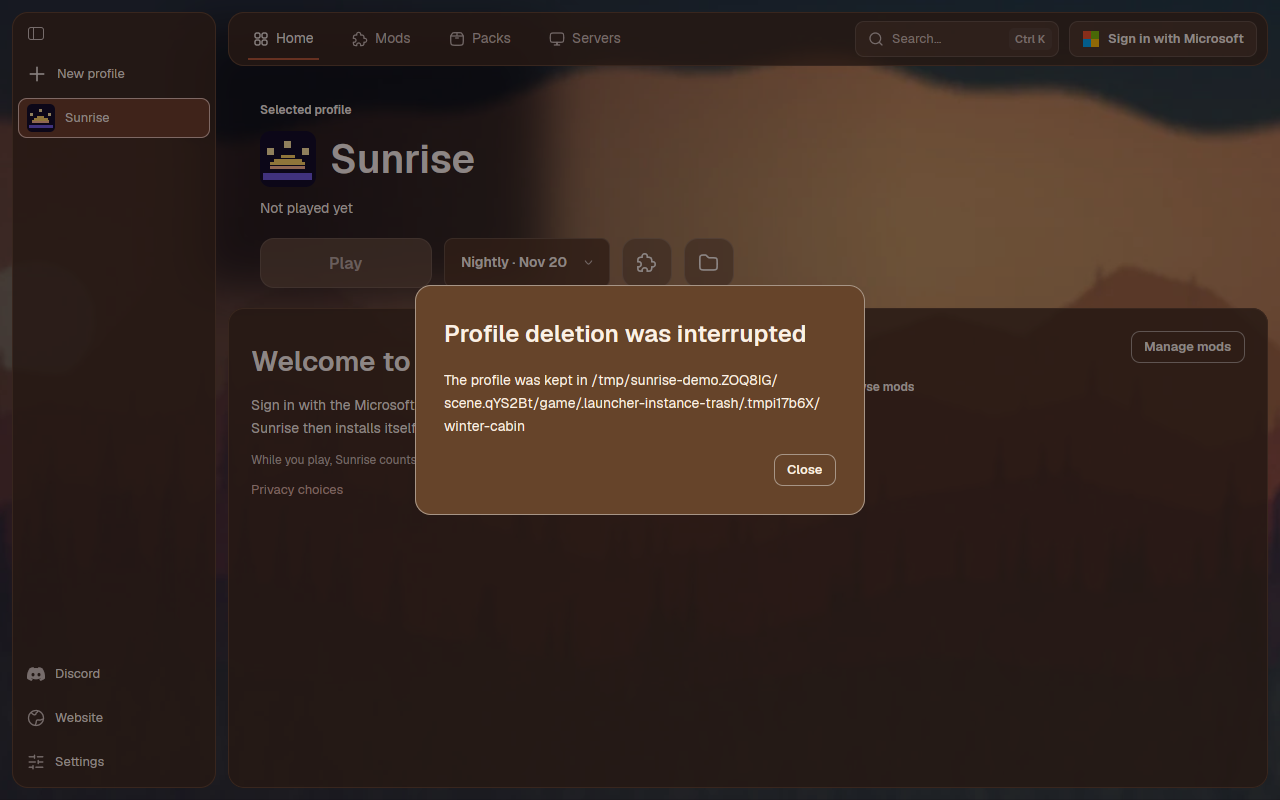 New profile
Sunrise
Discord
Website
Settings
Home
Mods
Packs
Servers
Search...
Ctrl K
Sign in with Microsoft
Selected profile
Sunrise
Not played yet
Play
Nightly · Nov 20
Welcome to
Sign in with the Microsoft
Sunrise then installs itself
While you play, Sunrise counts
Privacy choices
Manage mods
mods
Profile deletion was interrupted
The profile was kept in /tmp/sunrise-demo.ZOQ8IG/
scene.qYS2Bt/game/.launcher-instance-trash/.tmpi17b6X/
winter-cabin
Close